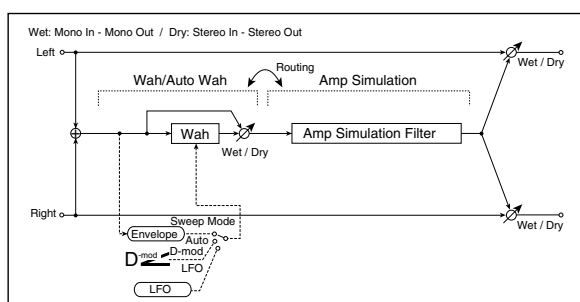 Wet: Mono In - Mono Out / Dry: Stereo In - Stereo Out
Left
Wet / Dry
Routing
Wah/Auto Wah
Amp Simulation
Wah
Amp Simulation Filter
Wet / Dry
Right
Wet / Dry
Sweep Mode
Envelope
Auto
D-mod
D-mod
LFO
LFO